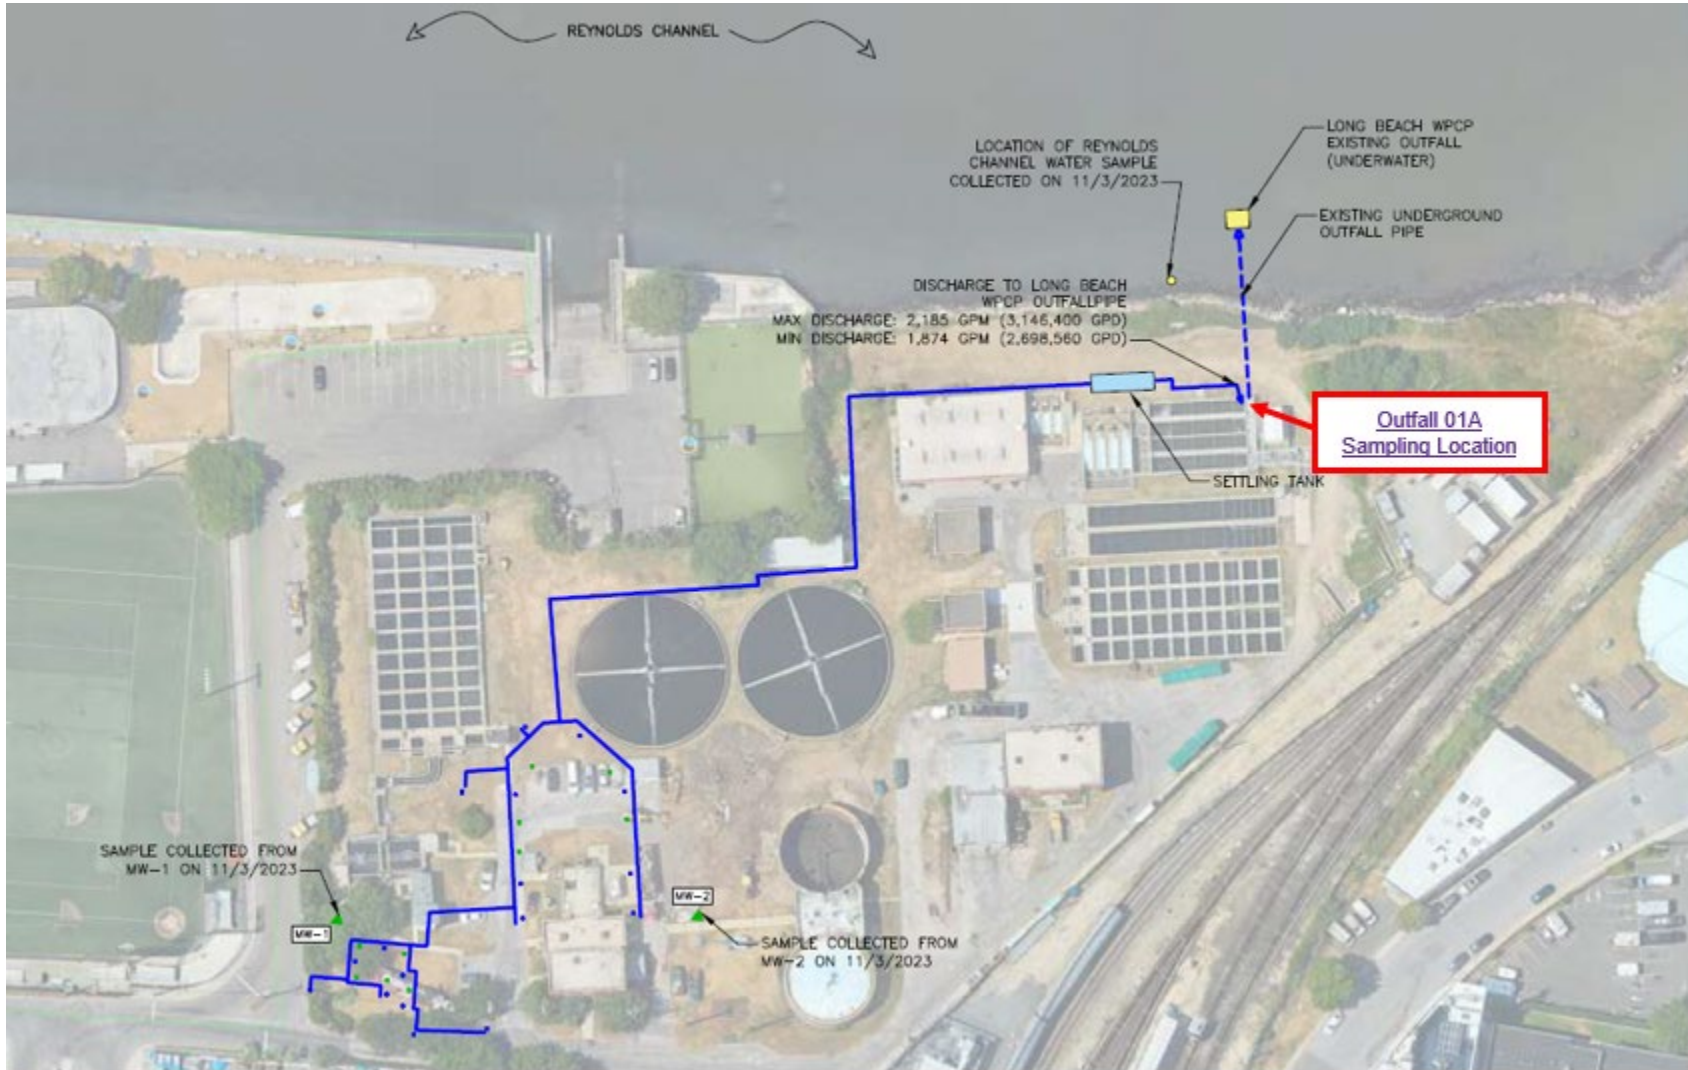 REYNOLDS CHANNEL
LONG BEACH WPCP
EXISTING OUTFALL
(UNDERWATER)
LOCATION OF REYNOLDS
CHANNEL WATER SAMPLE
COLLECTED ON 11/3/2023
EXISTING UNDERGROUND
OUTFALL PIPE
DISCHARGE TO LONG BEACH
WPCP OUTFALLPIPE
MAX DISCHARGE: 2,185 GPM (3,146,400 GPD)
MIN DISCHARGE: 1,874 GPM (2,698,560 GPD)
Outfall 01A
Sampling Location
SETTLING TANK
SAMPLE COLLECTED FROM
MW-1 ON 11/3/2023
MW-1
MW-2
SAMPLE COLLECTED FROM
MW-2 ON 11/3/2023